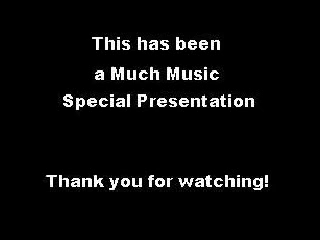 This has been
a Much Music
Special Presentation
Thank you for watching!